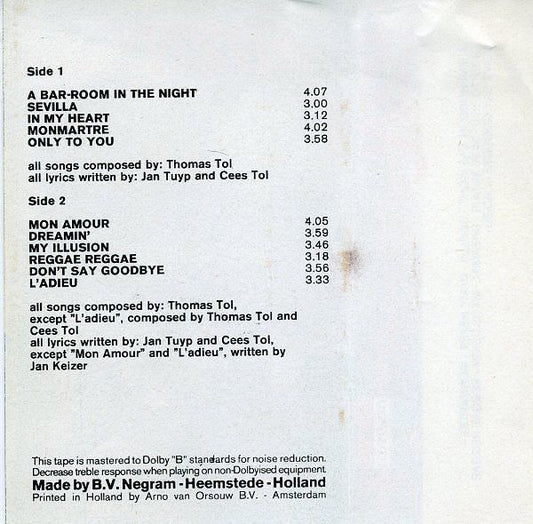 Side 1
A BAR-ROOM IN THE NIGHT 4.07
SEVILLA 3.00
IN MY HEART 3.12
MONMARTRE 4.02
ONLY TO YOU 3.58
all songs composed by: Thomas Tol
all lyrics written by: Jan Tuyp and Cees Tol
Side 2
MON AMOUR 4.05
DREAMIN' 3.59
MY ILLUSION 3.46
REGGAE REGGAE 3.18
DON'T SAY GOODBYE 3.56
L'ADIEU 3.33
all songs composed by: Thomas Tol,
except "L'adieu", composed by Thomas Tol and
Cees Tol
all lyrics written by: Jan Tuyp and Cees Tol,
except "Mon Amour" and "L'adieu", written by
Jan Keizer
This tape is mastered to Dolby "B" standards for noise reduction.
Decrease treble response when playing on non-Dolbyised equipment.
Made by B.V. Negram - Heemstede - Holland
Printed in Holland by Arno van Orsouw B.V. - Amsterdam